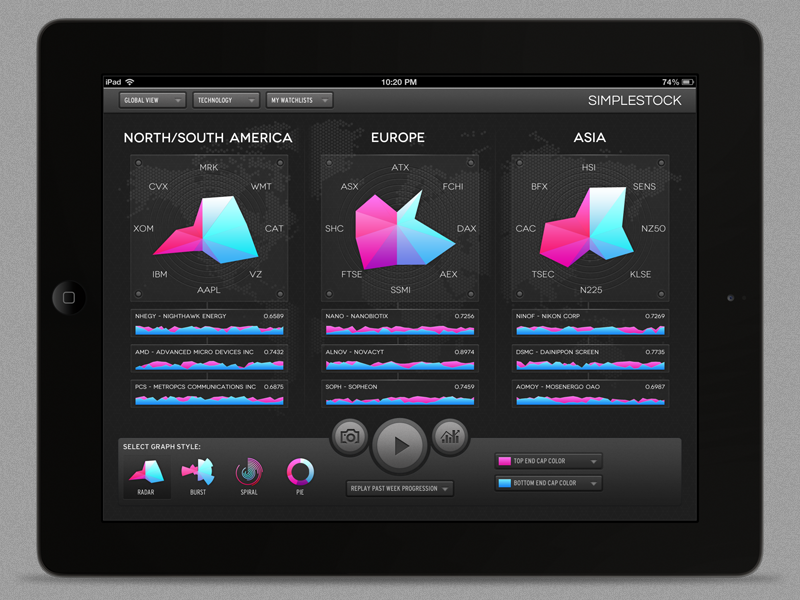 iPad 10:20 PM 74%
GLOBAL VIEW TECHNOLOGY MY WATCHLISTS SIMPLESTOCK
NORTH/SOUTH AMERICA
MRK
CVX WMT
XOM CAT
IBM VZ
AAPL
NHEGY - NIGHTHAWK ENERGY 0.6589
AMD - ADVANCED MICRO DEVICES INC 0.7432
PCS - METROPCS COMMUNICATIONS INC 0.6875
EUROPE
ATX
ASX FCHI
SHC DAX
FTSE AEX
SSMI
NANO - NANOBIOTIX 0.7256
ALNOV - NOVACYT 0.8974
SOPH - SOPHEON 0.7459
ASIA
HSI
BFX SENS
CAC NZ50
TSEC KLSE
N225
NINOF - NIKON CORP 0.7269
DSMC - DAINIPPON SCREEN 0.7735
AOMOY - MOSENERGO OAO 0.6987
SELECT GRAPH STYLE:
RADAR BURST SPIRAL PIE
REPLAY PAST WEEK PROGRESSION
TOP END CAP COLOR
BOTTOM END CAP COLOR